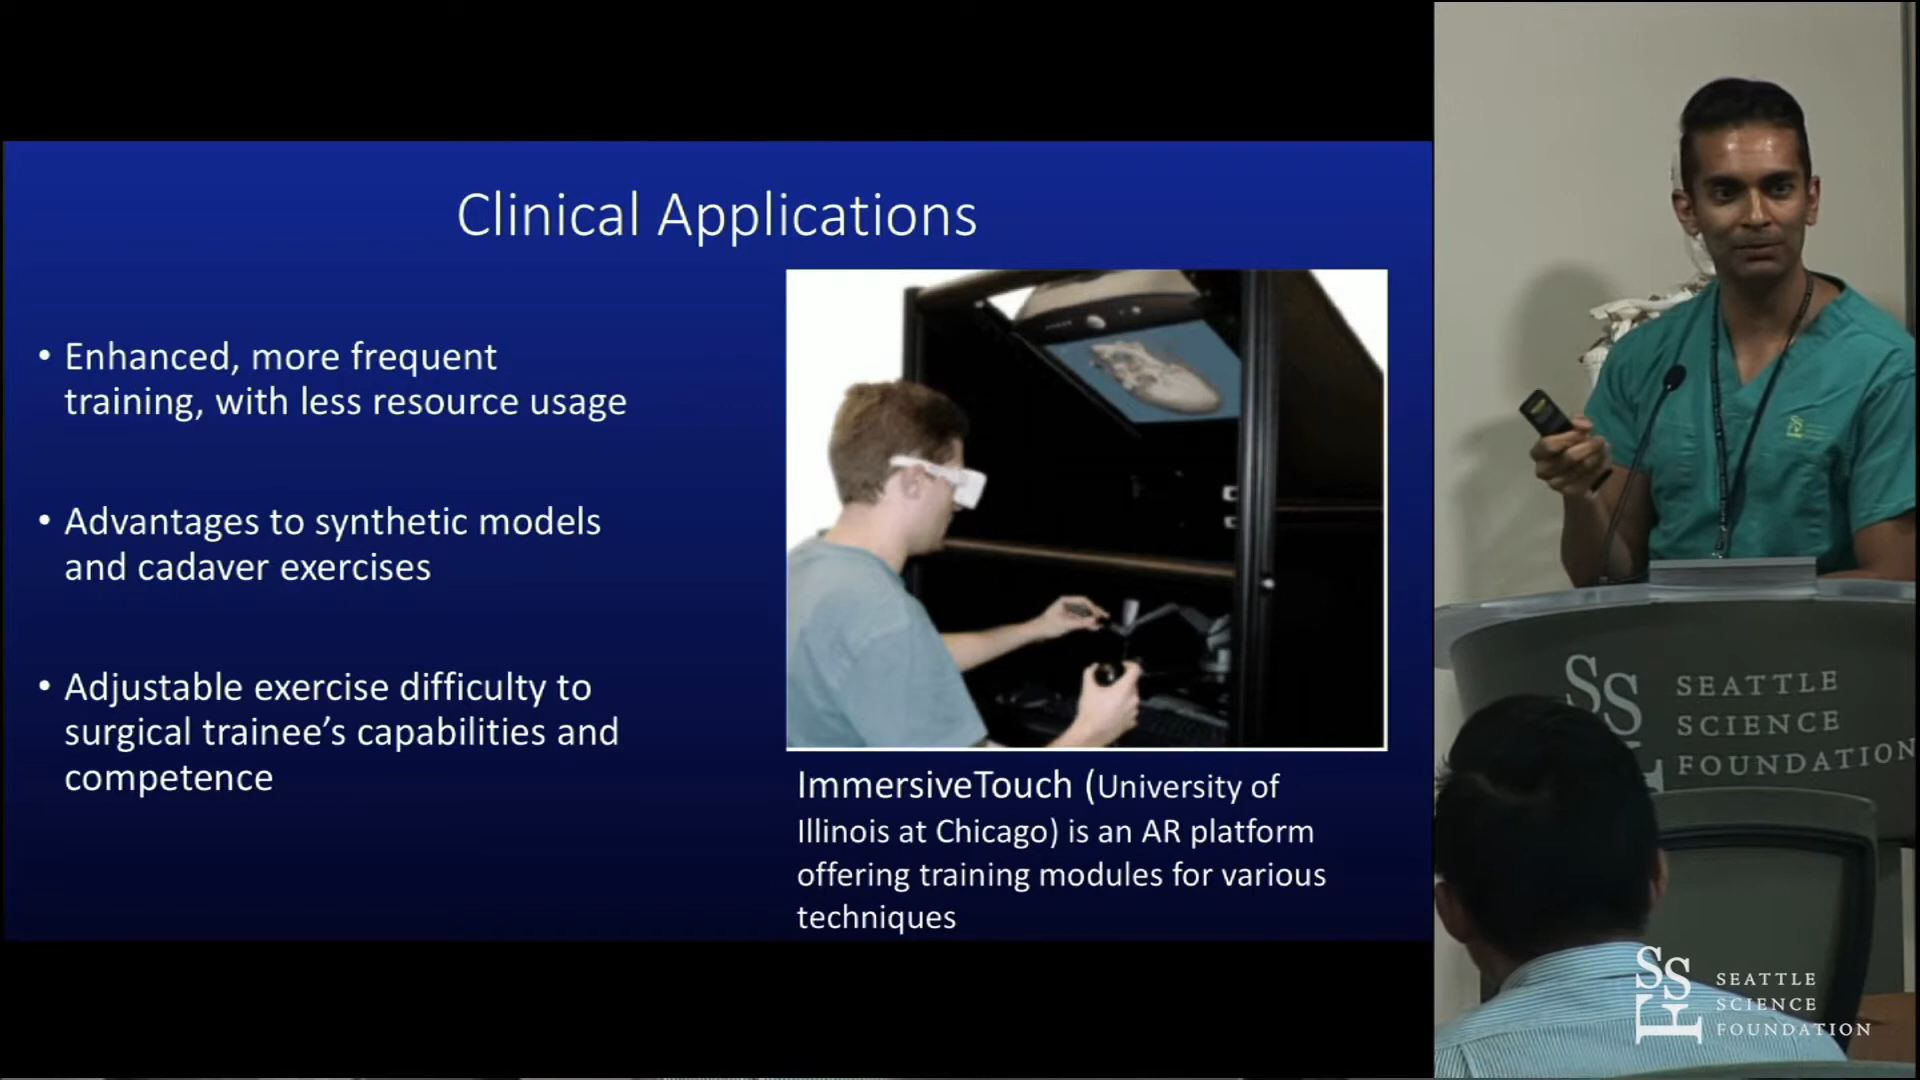 Clinical Applications
• Enhanced, more frequent
training, with less resource usage
• Advantages to synthetic models
and cadaver exercises
• Adjustable exercise difficulty to
surgical trainee’s capabilities and
competence
ImmersiveTouch (University of
Illinois at Chicago) is an AR platform
offering training modules for various
techniques
SSF
SEATTLE
SCIENCE
FOUNDATION
SSF
SEATTLE
SCIENCE
FOUNDATION